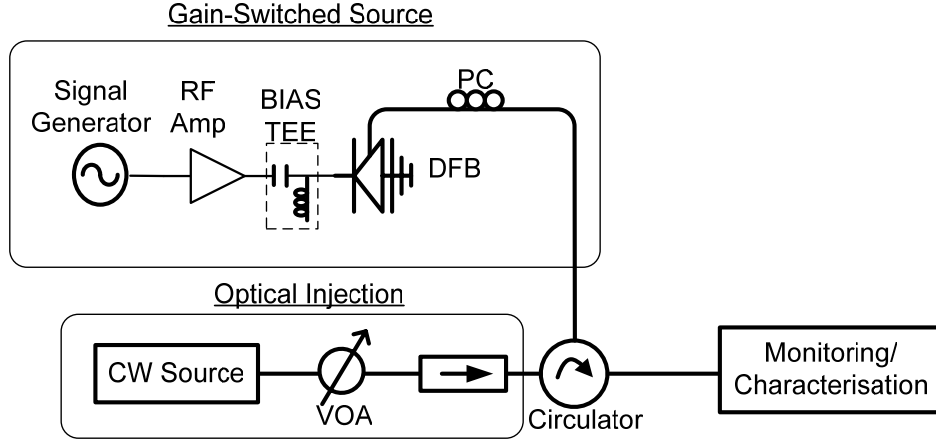 Gain-Switched Source
Signal
Generator
RF
Amp
BIAS
TEE
PC
DFB
Optical Injection
CW Source
VOA
Circulator
Monitoring/
Characterisation